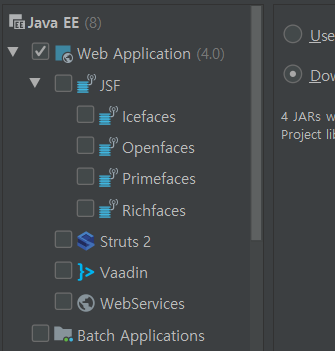 Java EE (8)
Web Application (4.0)
JSF
Icefaces
Openfaces
Primefaces
Richfaces
Struts 2
Vaadin
WebServices
Batch Applications
Use
Dow
4 JARs w
Project lib